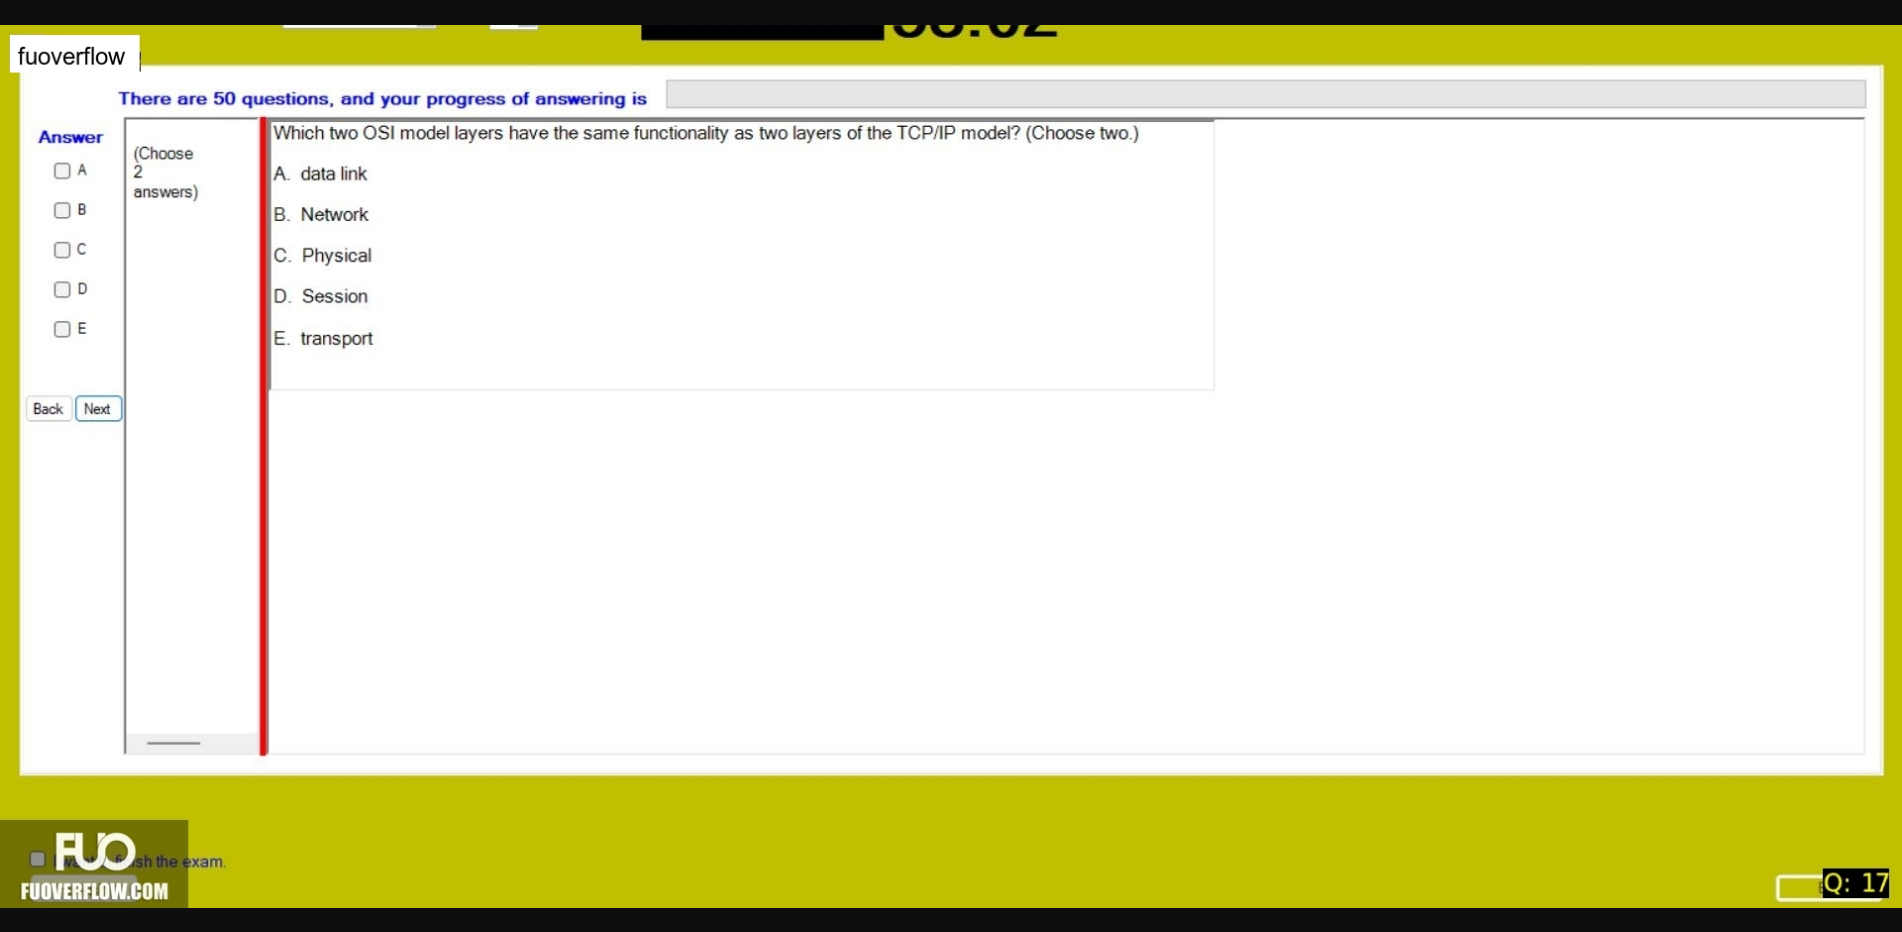 fuoverflow
There are 50 questions, and your progress of answering is
Answer
A
B
C
D
E
Back Next
(Choose
2
answers)
Which two OSI model layers have the same functionality as two layers of the TCP/IP model? (Choose two.)
A. data link
B. Network
C. Physical
D. Session
E. transport
sh the exam.
FUO
FUOVERFLOW.COM
Q: 17